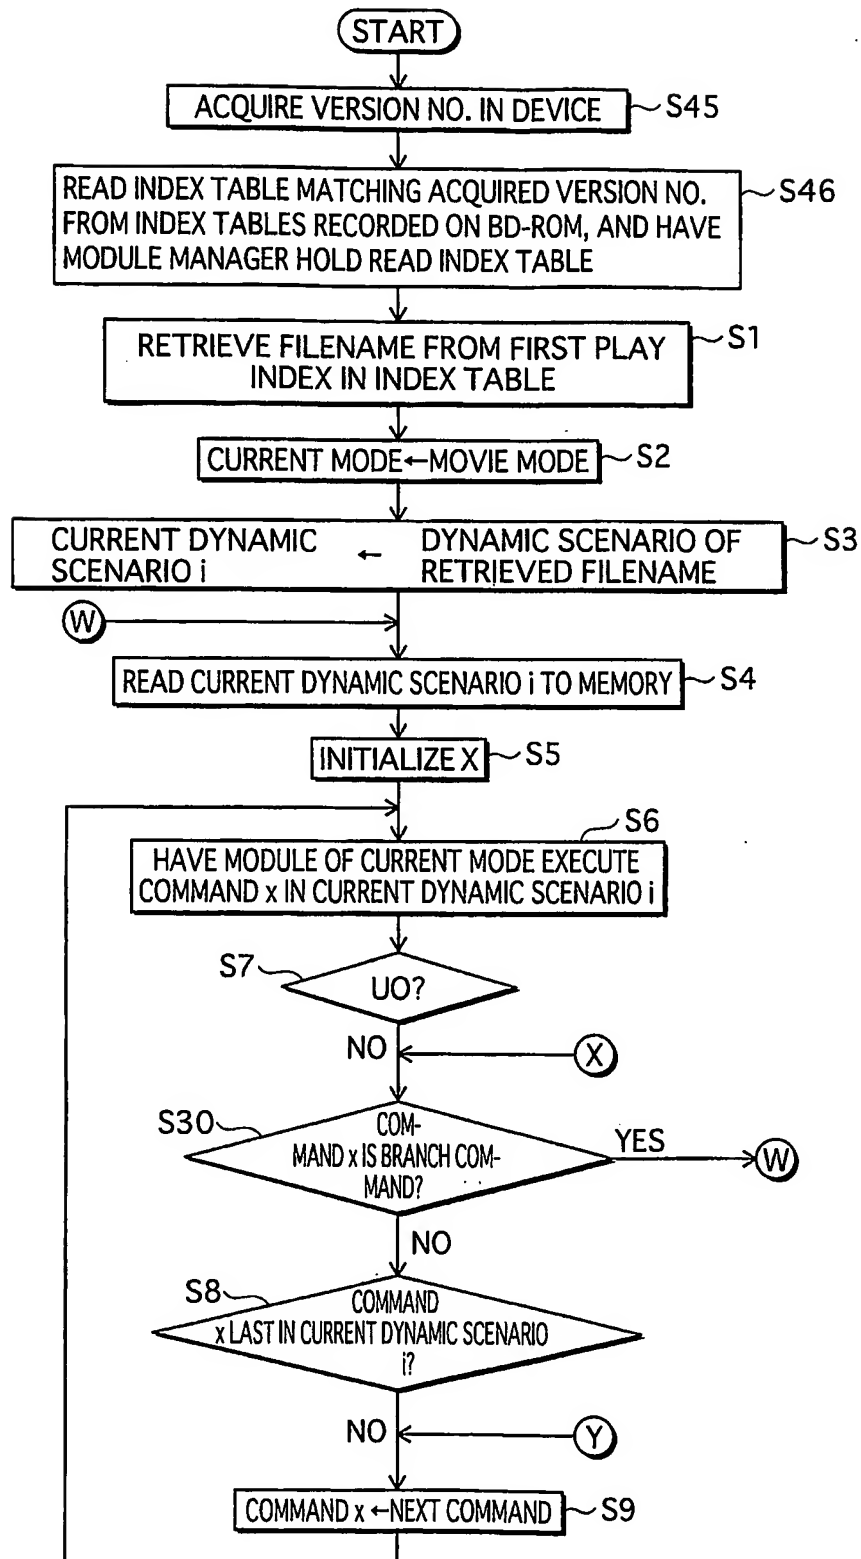 START
ACQUIRE VERSION NO. IN DEVICE
S45
READ INDEX TABLE MATCHING ACQUIRED VERSION NO.
FROM INDEX TABLES RECORDED ON BD-ROM, AND HAVE
MODULE MANAGER HOLD READ INDEX TABLE
S46
RETRIEVE FILENAME FROM FIRST PLAY
INDEX IN INDEX TABLE
S1
CURRENT MODE←MOVIE MODE
S2
CURRENT DYNAMIC
SCENARIO i
←
DYNAMIC SCENARIO OF
RETRIEVED FILENAME
S3
W
READ CURRENT DYNAMIC SCENARIO i TO MEMORY
S4
INITIALIZE X
S5
S6
HAVE MODULE OF CURRENT MODE EXECUTE
COMMAND x IN CURRENT DYNAMIC SCENARIO i
S7
UO?
NO
X
S30
COM-
MAND x IS BRANCH COM-
MAND?
YES
W
NO
S8
COMMAND
x LAST IN CURRENT DYNAMIC SCENARIO
i?
NO
Y
COMMAND x ←NEXT COMMAND
S9